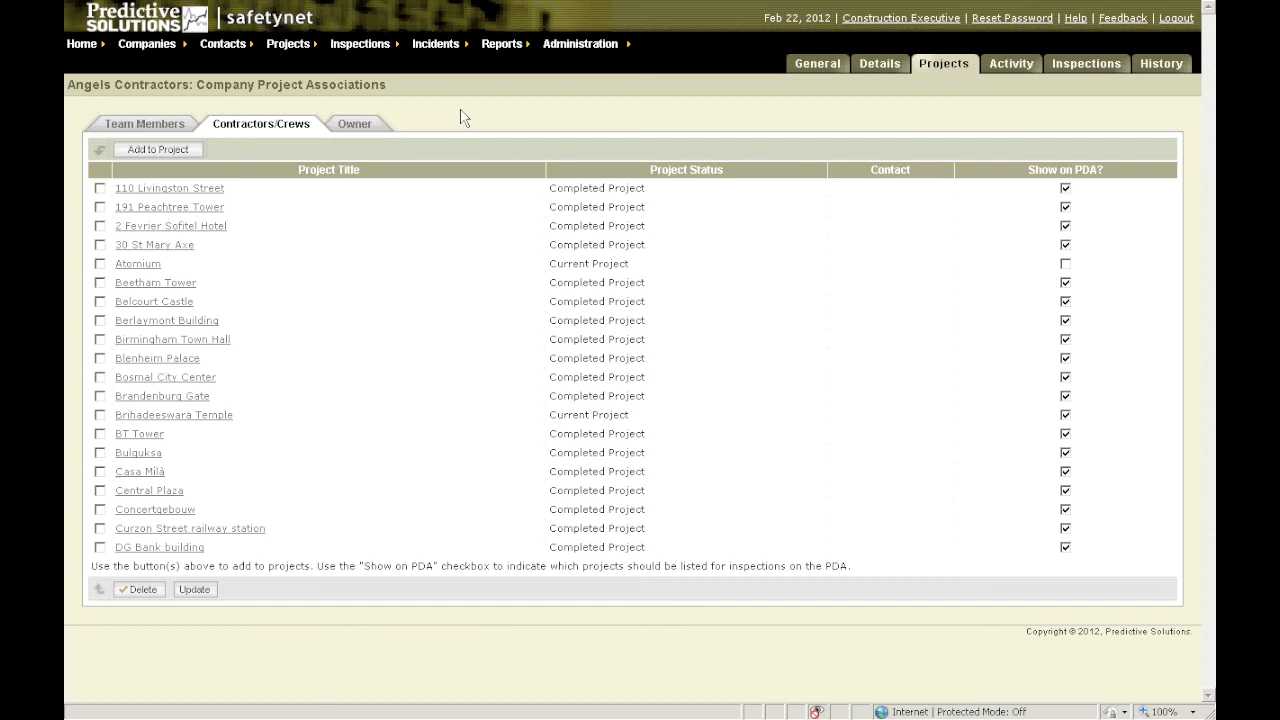 Predictive SOLUTIONS | safetynet
Feb 22, 2012 | Construction Executive | Reset Password | Help | Feedback | Logout
Home Companies Contacts Projects Inspections Incidents Reports Administration
General Details Projects Activity Inspections History
Angels Contractors: Company Project Associations
Team Members Contractors/Crews Owner
Add to Project
Project Title Project Status Contact Show on PDA?
110 Livingston Street Completed Project
191 Peachtree Tower Completed Project
2 Fevrier Sofitel Hotel Completed Project
30 St Mary Axe Completed Project
Atomium Current Project
Beetham Tower Completed Project
Belcourt Castle Completed Project
Berlaymont Building Completed Project
Birmingham Town Hall Completed Project
Blenheim Palace Completed Project
Bosmal City Center Completed Project
Brandenburg Gate Completed Project
Brihadeeswara Temple Current Project
BT Tower Completed Project
Bulguksa Completed Project
Casa Milà Completed Project
Central Plaza Completed Project
Concertgebouw Completed Project
Curzon Street railway station Completed Project
DG Bank building Completed Project
Use the button(s) above to add to projects. Use the "Show on PDA" checkbox to indicate which projects should be listed for inspections on the PDA.
Delete Update
Copyright © 2012, Predictive Solutions.
Internet | Protected Mode: Off 100%